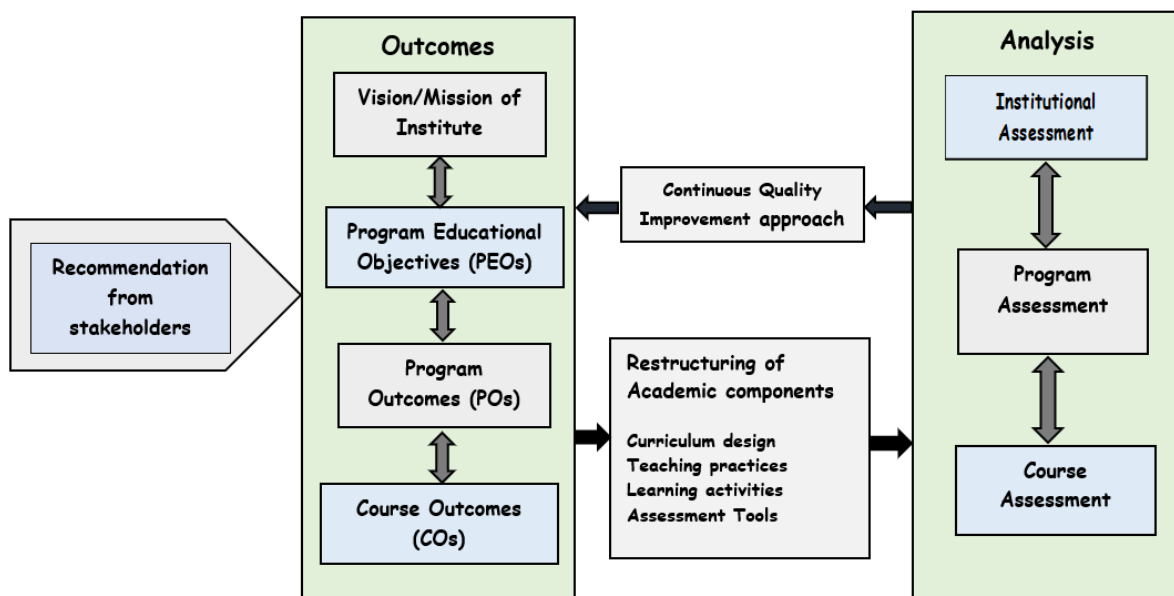 Recommendation
from
stakeholders
Outcomes
Vision/Mission of
Institute
Program Educational
Objectives (PEOs)
Program
Outcomes (POs)
Course Outcomes
(COs)
Continuous Quality
Improvement approach
Restructuring of
Academic components
Curriculum design
Teaching practices
Learning activities
Assessment Tools
Analysis
Institutional
Assessment
Program
Assessment
Course
Assessment